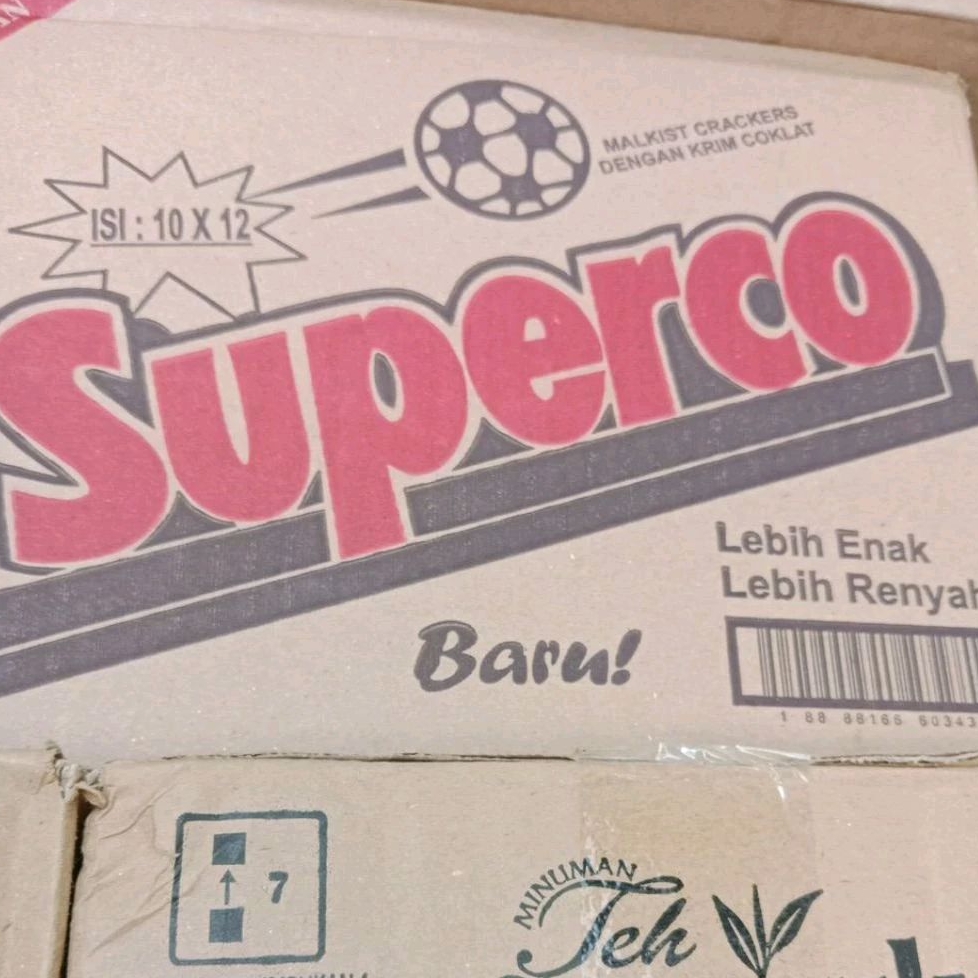 ISI : 10 X 12
MALKIST CRACKERS
DENGAN KRIM COKLAT
Superco
Lebih Enak
Lebih Renyah
Baru!
7
MINUMAN
Teh